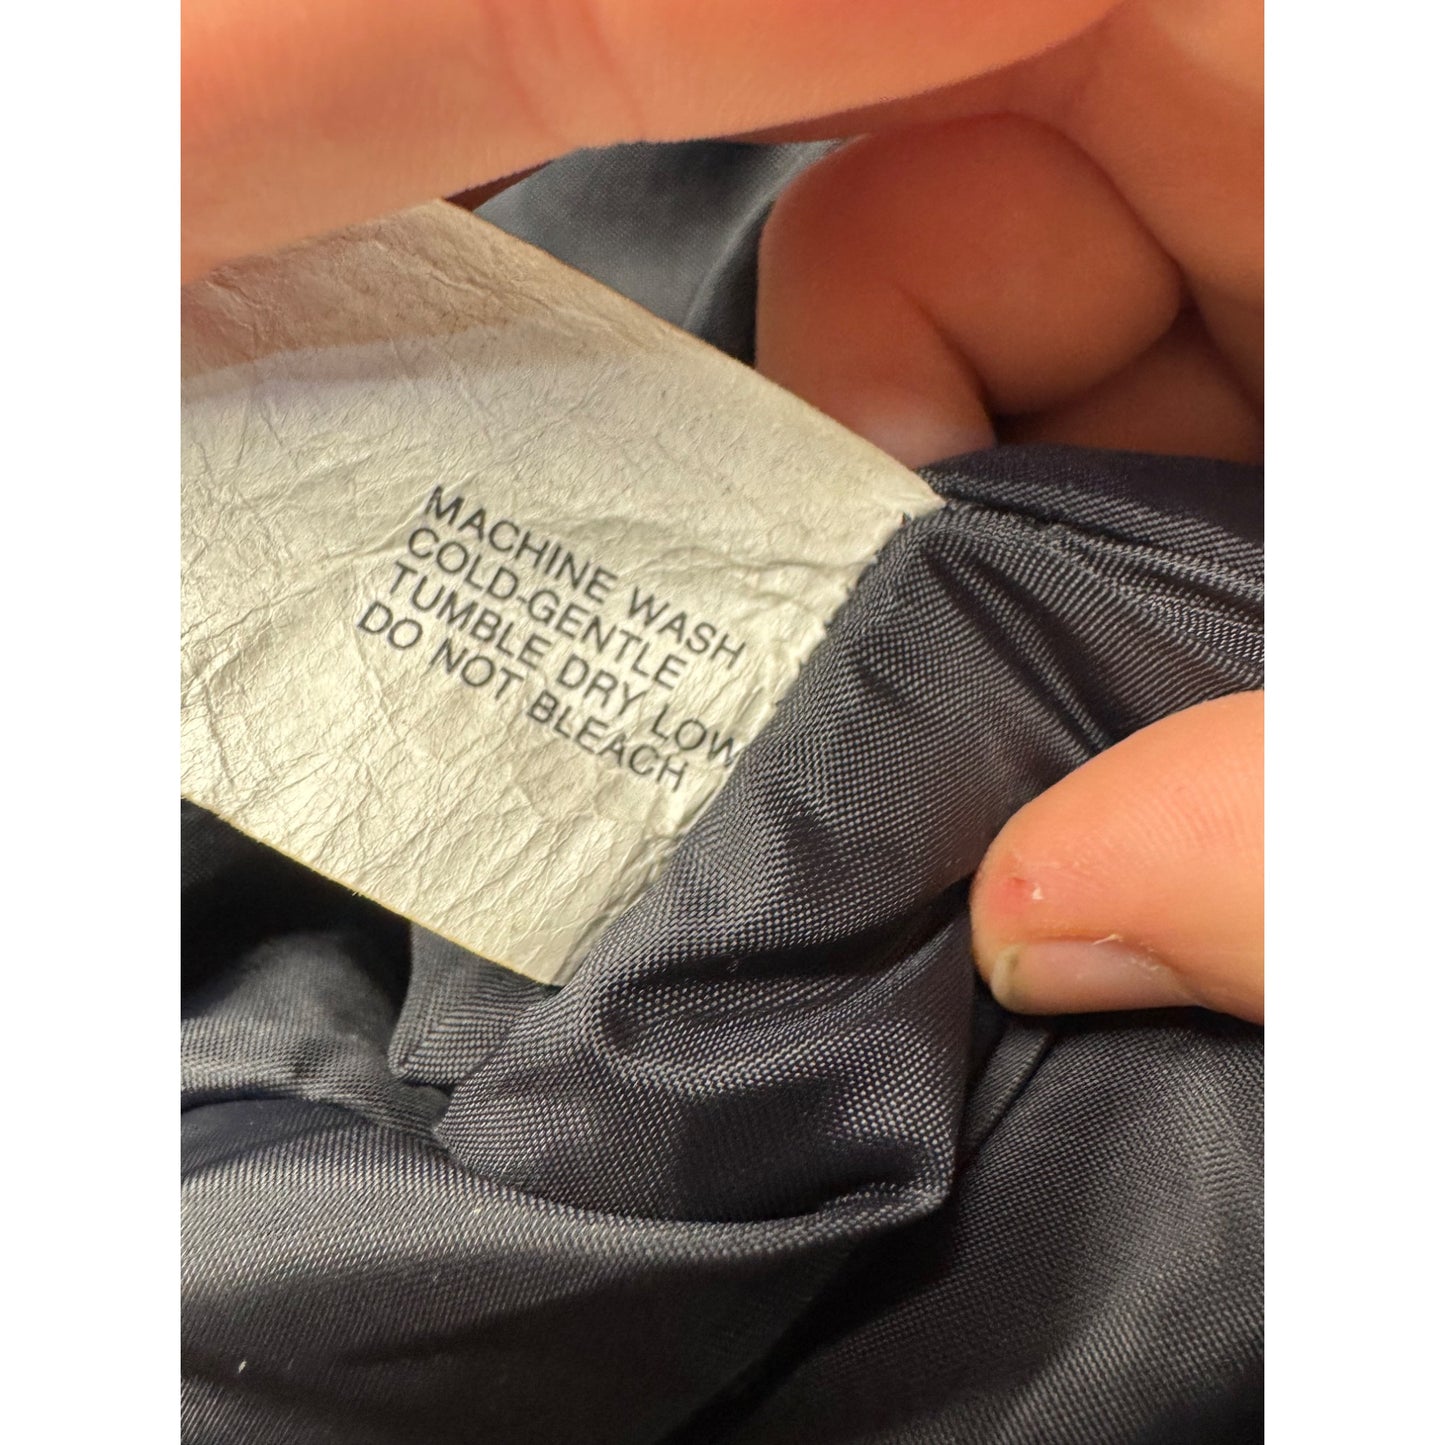 MACHINE WASH
COLD-GENTLE
TUMBLE DRY LOW
DO NOT BLEACH